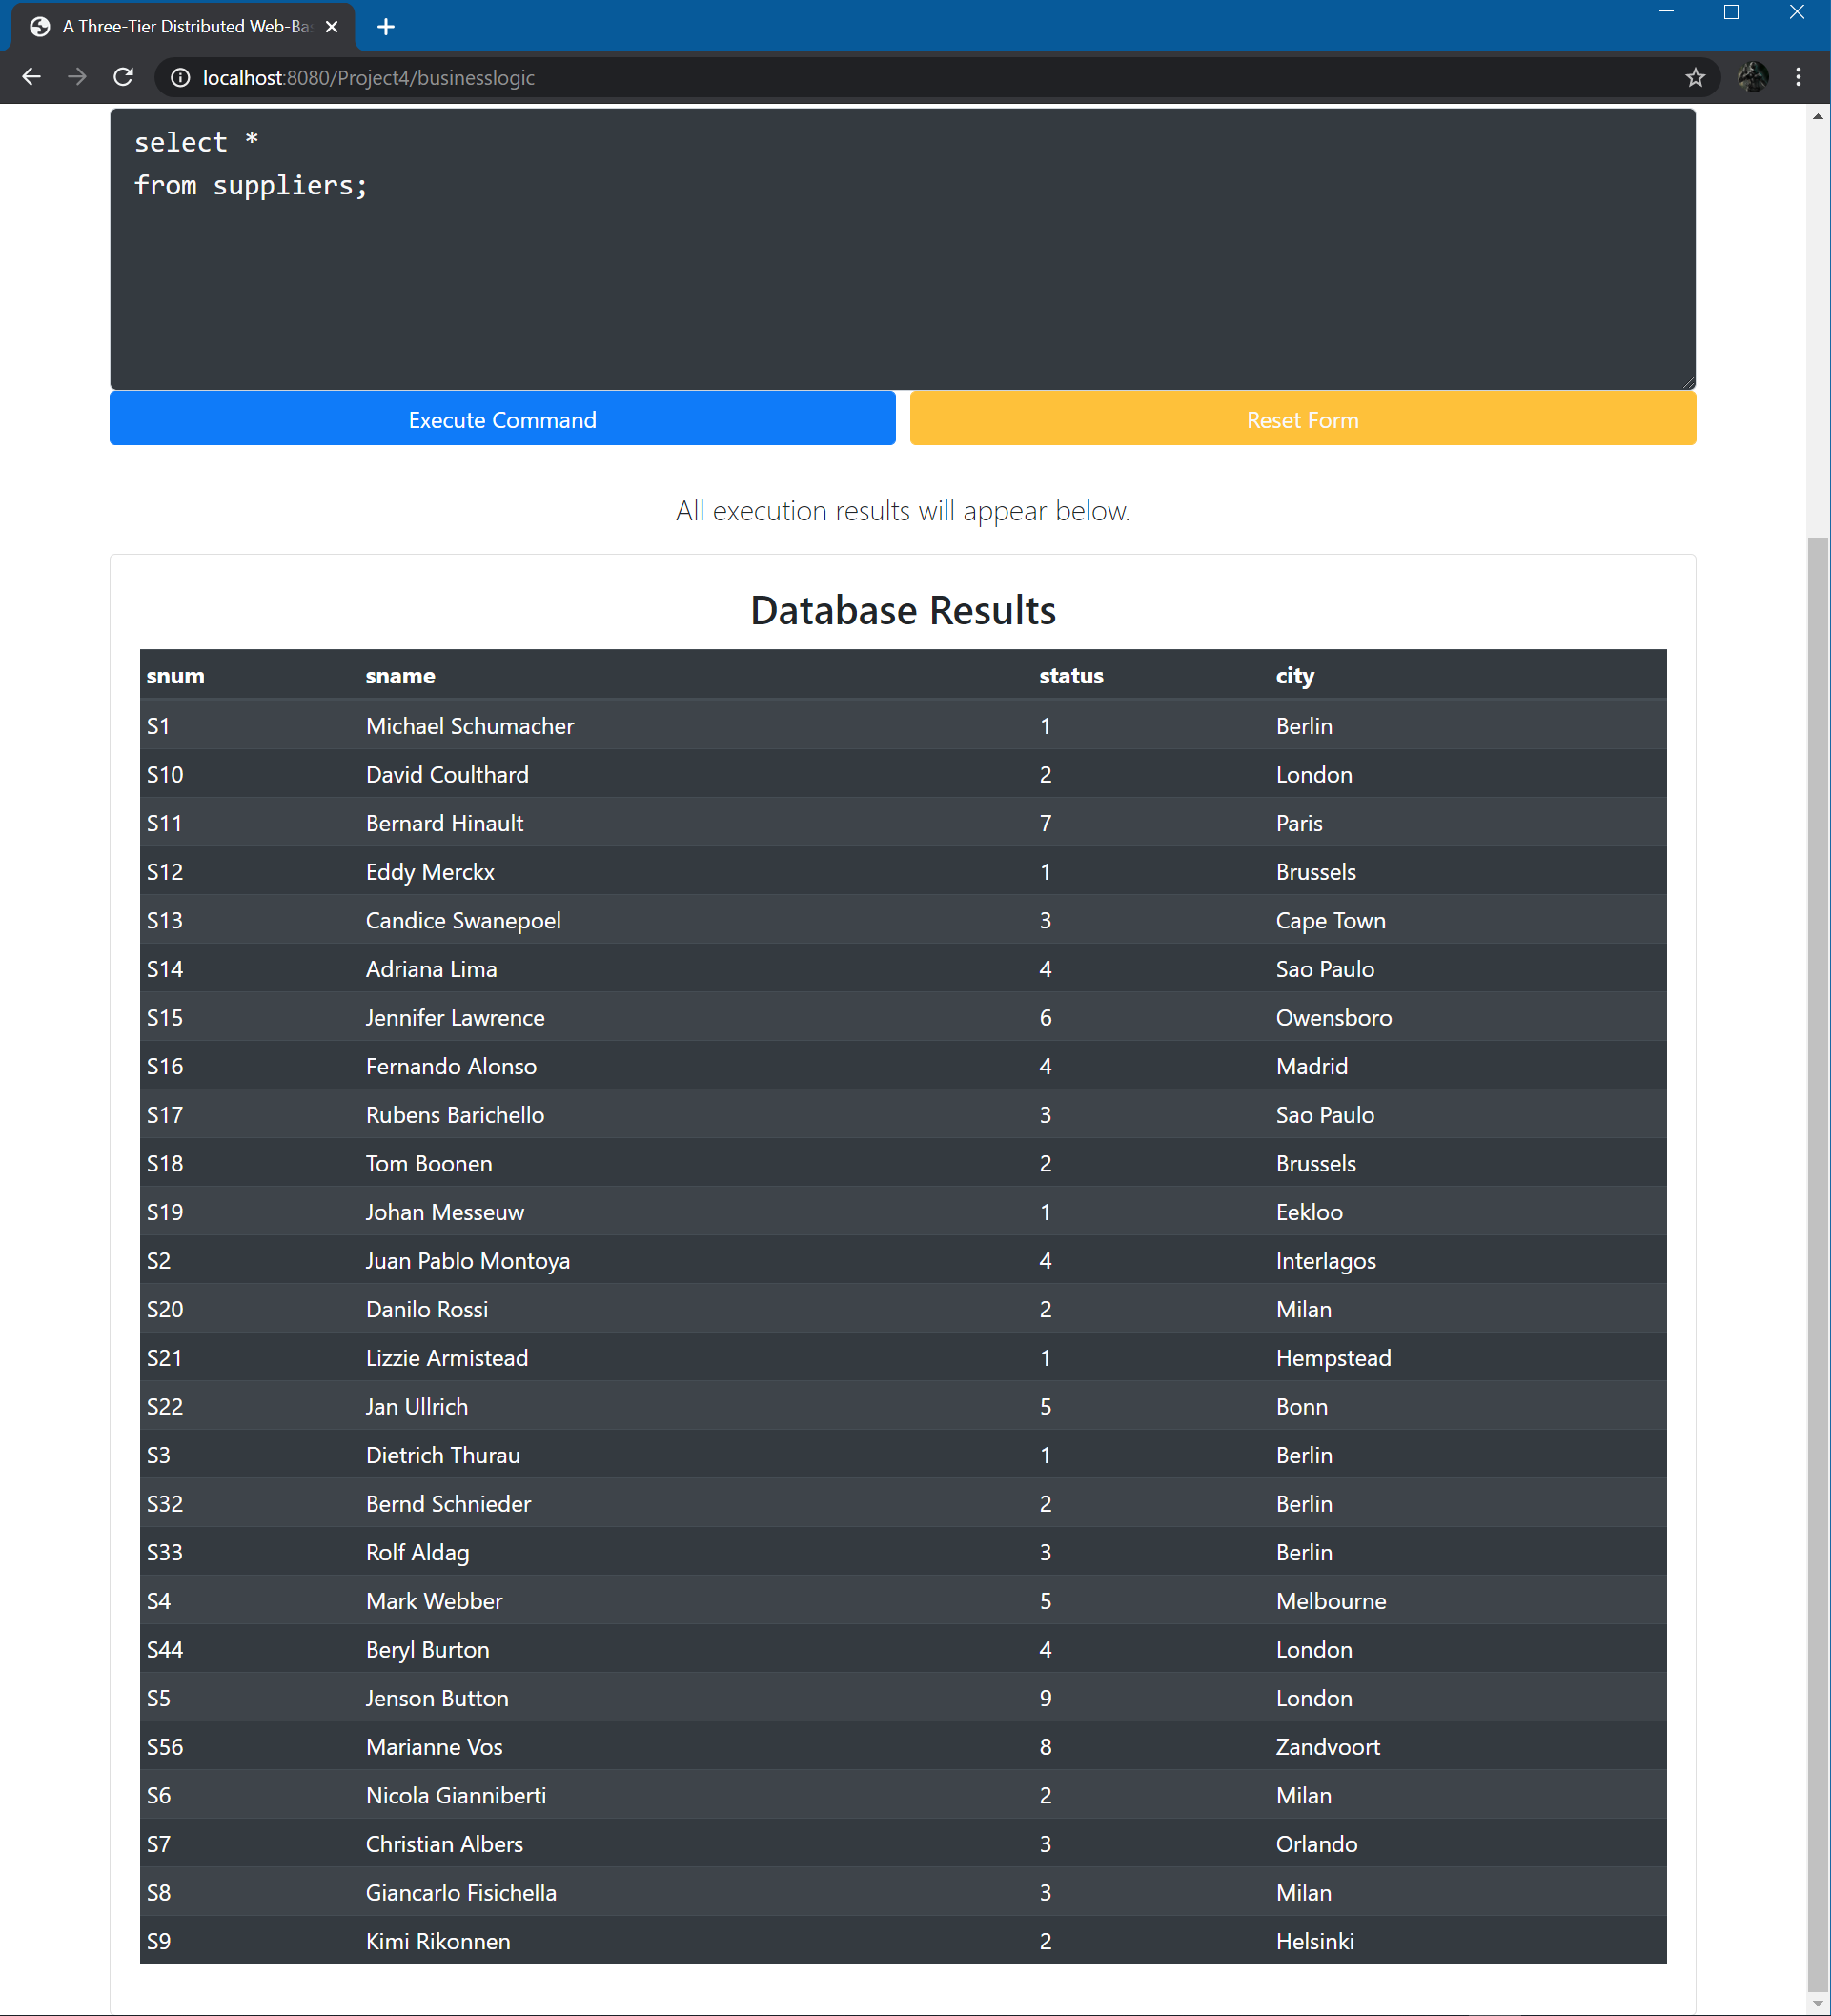 A Three-Tier Distributed Web-Ba
localhost:8080/Project4/businesslogic
select *
from suppliers;
Execute Command Reset Form
All execution results will appear below.
Database Results
snum sname status city
S1 Michael Schumacher 1 Berlin
S10 David Coulthard 2 London
S11 Bernard Hinault 7 Paris
S12 Eddy Merckx 1 Brussels
S13 Candice Swanepoel 3 Cape Town
S14 Adriana Lima 4 Sao Paulo
S15 Jennifer Lawrence 6 Owensboro
S16 Fernando Alonso 4 Madrid
S17 Rubens Barichello 3 Sao Paulo
S18 Tom Boonen 2 Brussels
S19 Johan Messeuw 1 Eekloo
S2 Juan Pablo Montoya 4 Interlagos
S20 Danilo Rossi 2 Milan
S21 Lizzie Armistead 1 Hempstead
S22 Jan Ullrich 5 Bonn
S3 Dietrich Thurau 1 Berlin
S32 Bernd Schnieder 2 Berlin
S33 Rolf Aldag 3 Berlin
S4 Mark Webber 5 Melbourne
S44 Beryl Burton 4 London
S5 Jenson Button 9 London
S56 Marianne Vos 8 Zandvoort
S6 Nicola Gianniberti 2 Milan
S7 Christian Albers 3 Orlando
S8 Giancarlo Fisichella 3 Milan
S9 Kimi Rikonnen 2 Helsinki